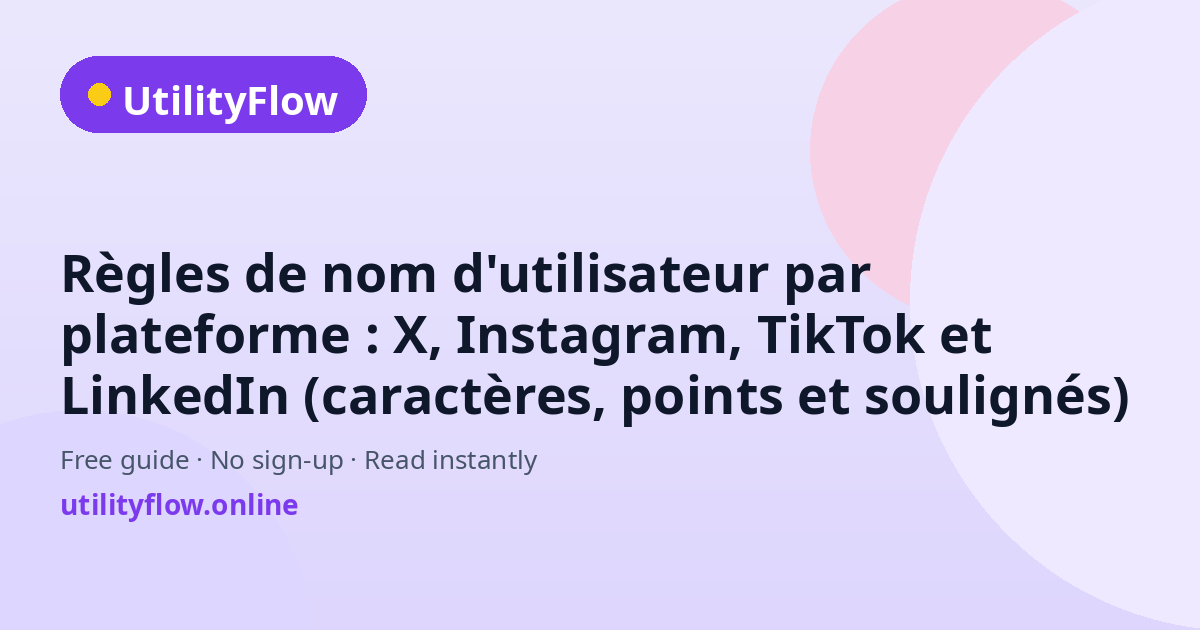 UtilityFlow
Règles de nom d'utilisateur par
plateforme : X, Instagram, TikTok et
LinkedIn (caractères, points et soulignés)
Free guide · No sign-up · Read instantly
utilityflow.online